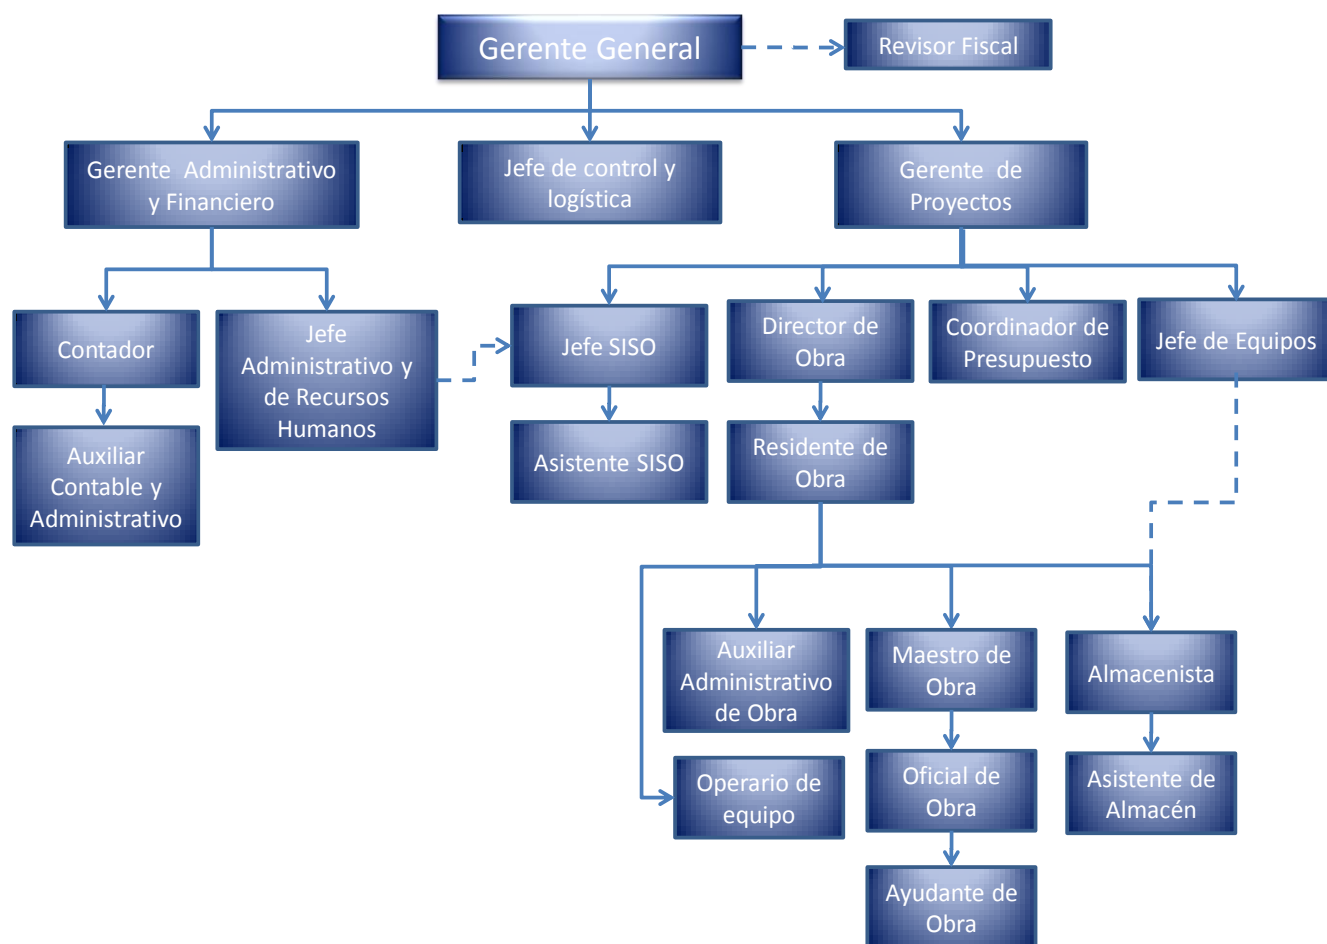 Gerente General
Revisor Fiscal
Gerente Administrativo
y Financiero
Jefe de control y
logística
Gerente de
Proyectos
Contador
Jefe
Administrativo y
de Recursos
Humanos
Jefe SISO
Director de
Obra
Coordinador de
Presupuesto
Jefe de Equipos
Auxiliar
Contable y
Administrativo
Asistente SISO
Residente de
Obra
Auxiliar
Administrativo
de Obra
Maestro de
Obra
Almacenista
Operario de
equipo
Oficial de
Obra
Asistente de
Almacén
Ayudante de
Obra